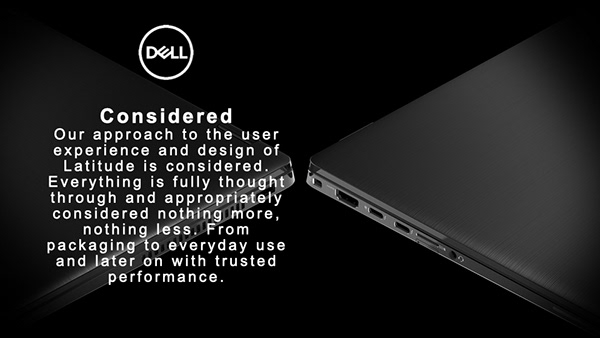 DELL
Considered
Our approach to the user
experience and design of
Latitude is considered.
Everything is fully thought
through and appropriately
considered nothing more,
nothing less. From
packaging to everyday use
and later on with trusted
performance.